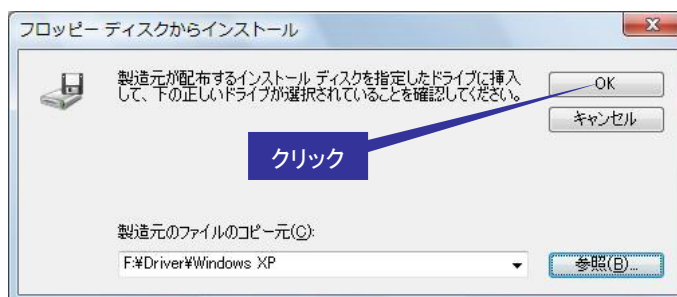 フロッピー ディスクからインストール
製造元が配布するインストール ディスクを指定したドライブに挿入
して、下の正しいドライブが選択されていることを確認してください。
OK
キャンセル
クリック
製造元のファイルのコピー元(C):
F:¥Driver¥Windows XP
参照(B)...